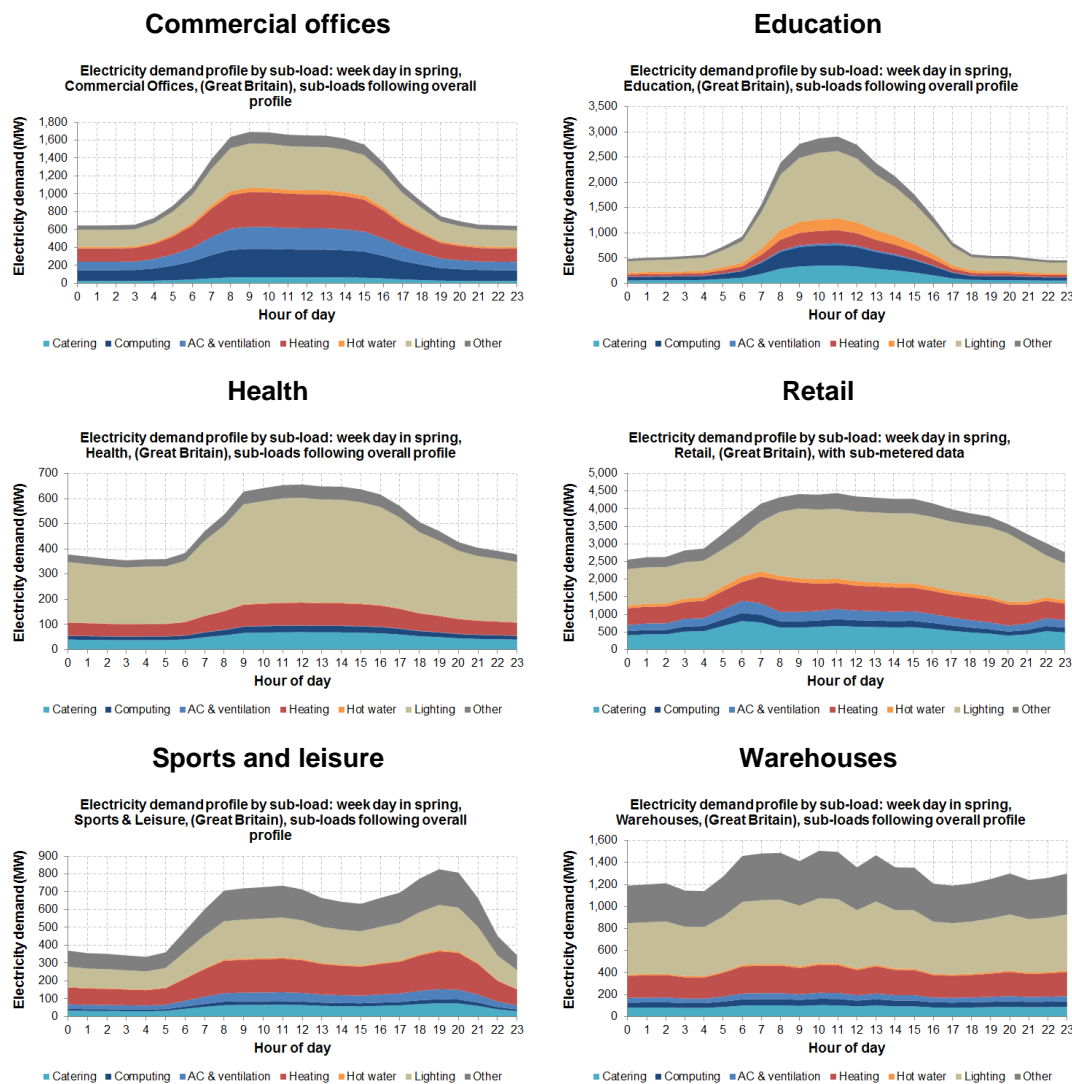 Commercial offices
Electricity demand profile by sub-load: week day in spring,
Commercial Offices, (Great Britain), sub-loads following overall
profile
Electricity demand (MW)
1,800
1,600
1,400
1,200
1,000
800
600
400
200
0
0 1 2 3 4 5 6 7 8 9 10 11 12 13 14 15 16 17 18 19 20 21 22 23
Hour of day
Catering Computing AC & ventilation Heating Hot water Lighting Other
Education
Electricity demand profile by sub-load: week day in spring,
Education, (Great Britain), sub-loads following overall profile
Electricity demand (MW)
3,500
3,000
2,500
2,000
1,500
1,000
500
0
0 1 2 3 4 5 6 7 8 9 10 11 12 13 14 15 16 17 18 19 20 21 22 23
Hour of day
Catering Computing AC & ventilation Heating Hot water Lighting Other
Health
Electricity demand profile by sub-load: week day in spring,
Health, (Great Britain), sub-loads following overall profile
Electricity demand (MW)
700
600
500
400
300
200
100
0
0 1 2 3 4 5 6 7 8 9 10 11 12 13 14 15 16 17 18 19 20 21 22 23
Hour of day
Catering Computing AC & ventilation Heating Hot water Lighting Other
Retail
Electricity demand profile by sub-load: week day in spring,
Retail, (Great Britain), with sub-metered data
Electricity demand (MW)
5,000
4,500
4,000
3,500
3,000
2,500
2,000
1,500
1,000
500
0
0 1 2 3 4 5 6 7 8 9 10 11 12 13 14 15 16 17 18 19 20 21 22 23
Hour of day
Catering Computing AC & ventilation Heating Hot water Lighting Other
Sports and leisure
Electricity demand profile by sub-load: week day in spring,
Sports & Leisure, (Great Britain), sub-loads following overall
profile
Electricity demand (MW)
900
800
700
600
500
400
300
200
100
0
0 1 2 3 4 5 6 7 8 9 10 11 12 13 14 15 16 17 18 19 20 21 22 23
Hour of day
Catering Computing AC & ventilation Heating Hot water Lighting Other
Warehouses
Electricity demand profile by sub-load: week day in spring,
Warehouses, (Great Britain), sub-loads following overall profile
Electricity demand (MW)
1,600
1,400
1,200
1,000
800
600
400
200
0
0 1 2 3 4 5 6 7 8 9 10 11 12 13 14 15 16 17 18 19 20 21 22 23
Hour of day
Catering Computing AC & ventilation Heating Hot water Lighting Other